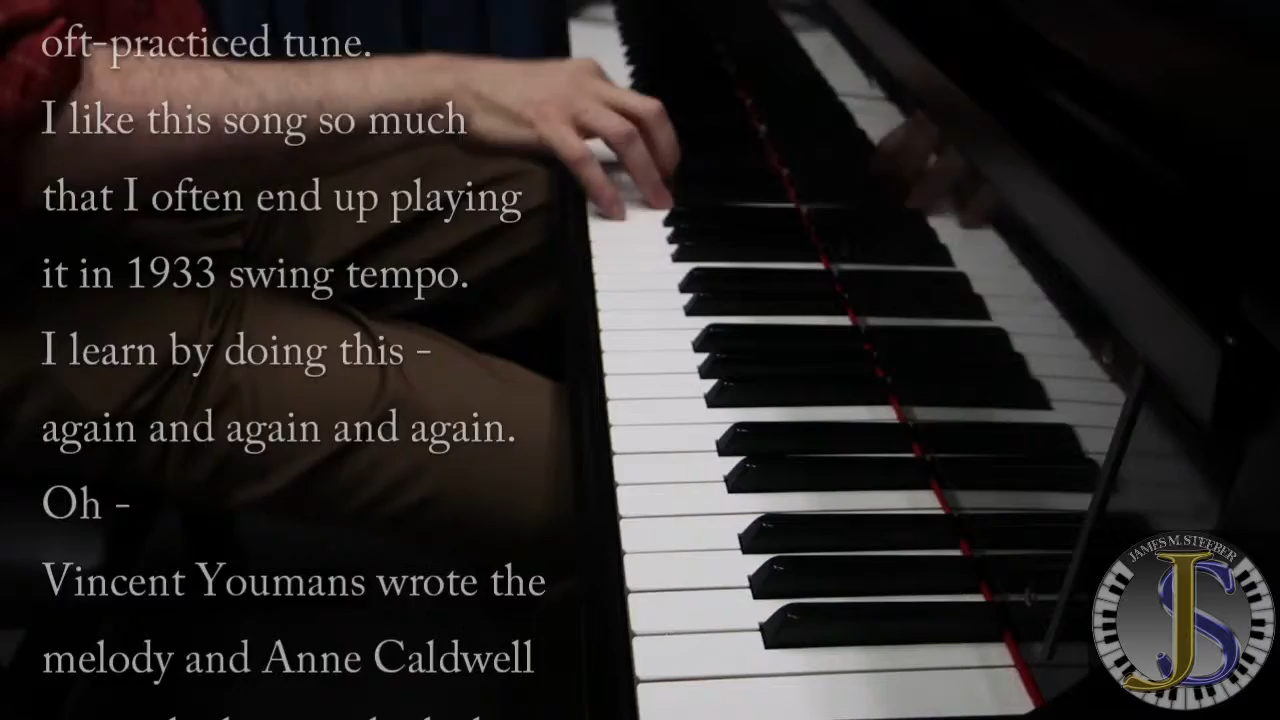 oft-practiced tune.
I like this song so much
that I often end up playing
it in 1933 swing tempo.
I learn by doing this -
again and again and again.
Oh -
Vincent Youmans wrote the
melody and Anne Caldwell
JAMES M. STEEBER
JS